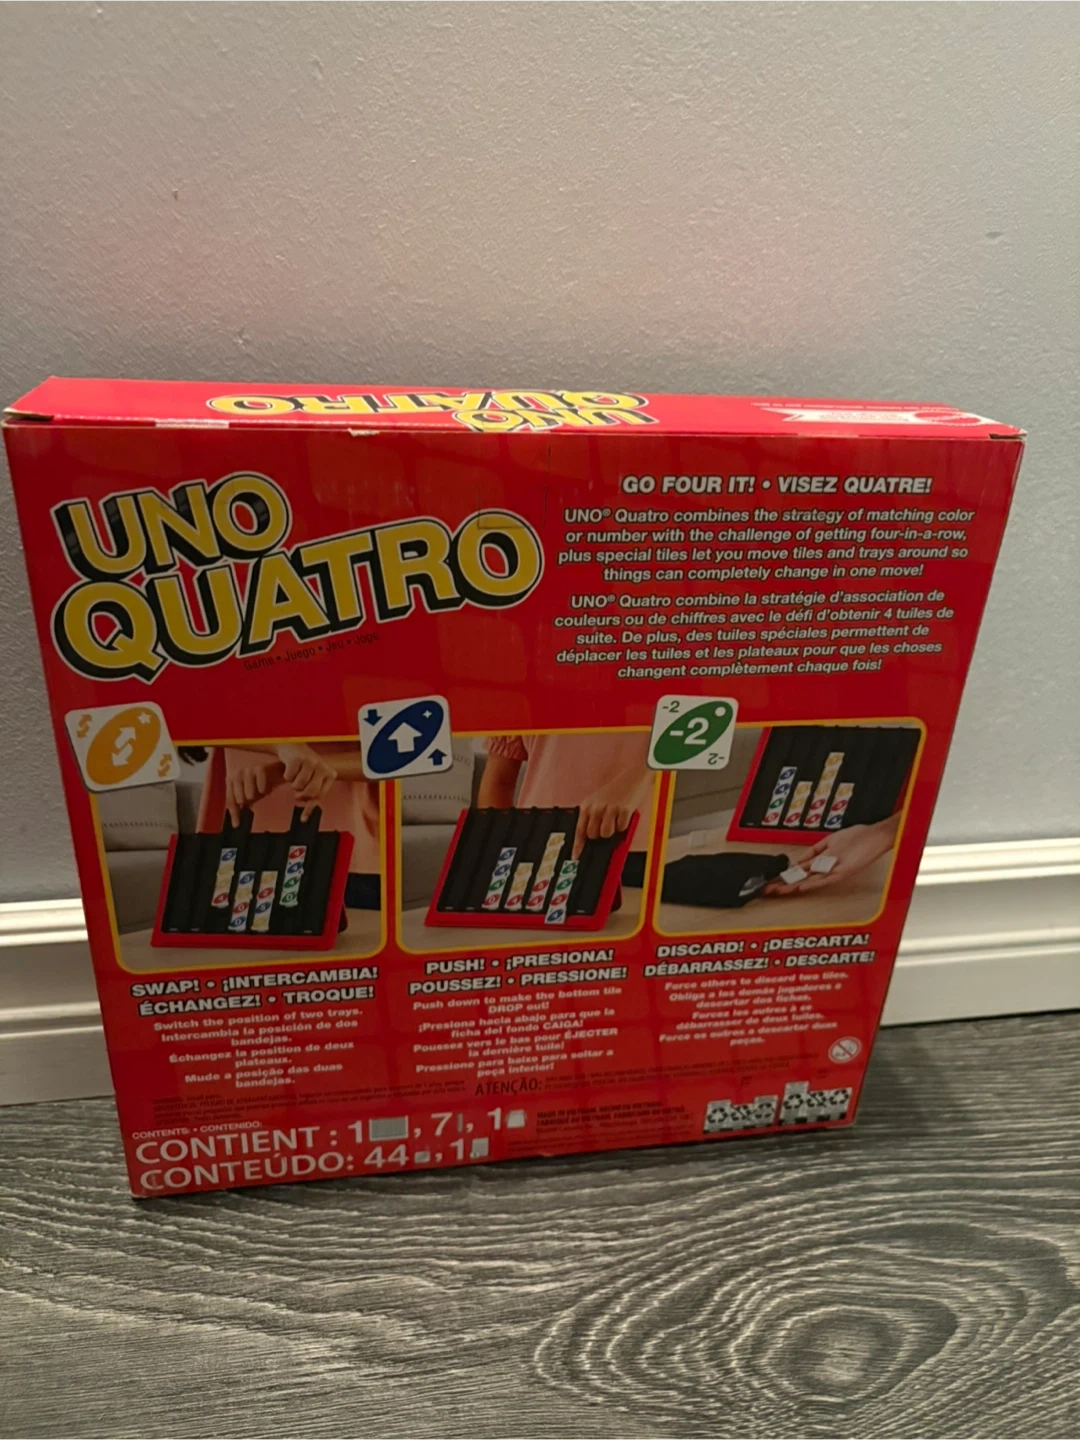 UNO
QUATRO
UNO
QUATRO
Game • Juego • Jeu • Jogo
GO FOUR IT! • VISEZ QUATRE!
UNO® Quatro combines the strategy of matching color
or number with the challenge of getting four-in-a-row,
plus special tiles let you move tiles and trays around so
things can completely change in one move!
UNO® Quatro combine la stratégie d'association de
couleurs ou de chiffres avec le défi d'obtenir 4 tuiles de
suite. De plus, des tuiles spéciales permettent de
déplacer les tuiles et les plateaux pour que les choses
changent complètement chaque fois!
-2
-2
-2
SWAP! • ¡INTERCAMBIA!
ÉCHANGEZ! • TROQUE!
Switch the position of two trays.
Intercambia la posición de dos
bandejas.
Échangez la position de deux
plateaux.
Mude a posição das duas
bandejas.
PUSH! • ¡PRESIONA!
POUSSEZ! • PRESSIONE!
Push down to make the bottom tile
DROP out!
¡Presiona hacia abajo para que la
ficha del fondo CAIGA!
Poussez vers le bas pour ÉJECTER
la dernière tuile!
Pressione para baixo para soltar a
peça inferior!
DISCARD! • ¡DESCARTA!
DÉBARRASSEZ! • DESCARTE!
Force others to discard two tiles.
Obliga a los demás jugadores a
descartar dos fichas.
Forcez les autres à se
débarrasser de deux tuiles.
Force os outros a descartar duas
peças.
ATENÇÃO:
CONTENTS: • CONTENIDO:
CONTIENT : 1 , 7 , 1
CONTEÚDO: 44 , 1